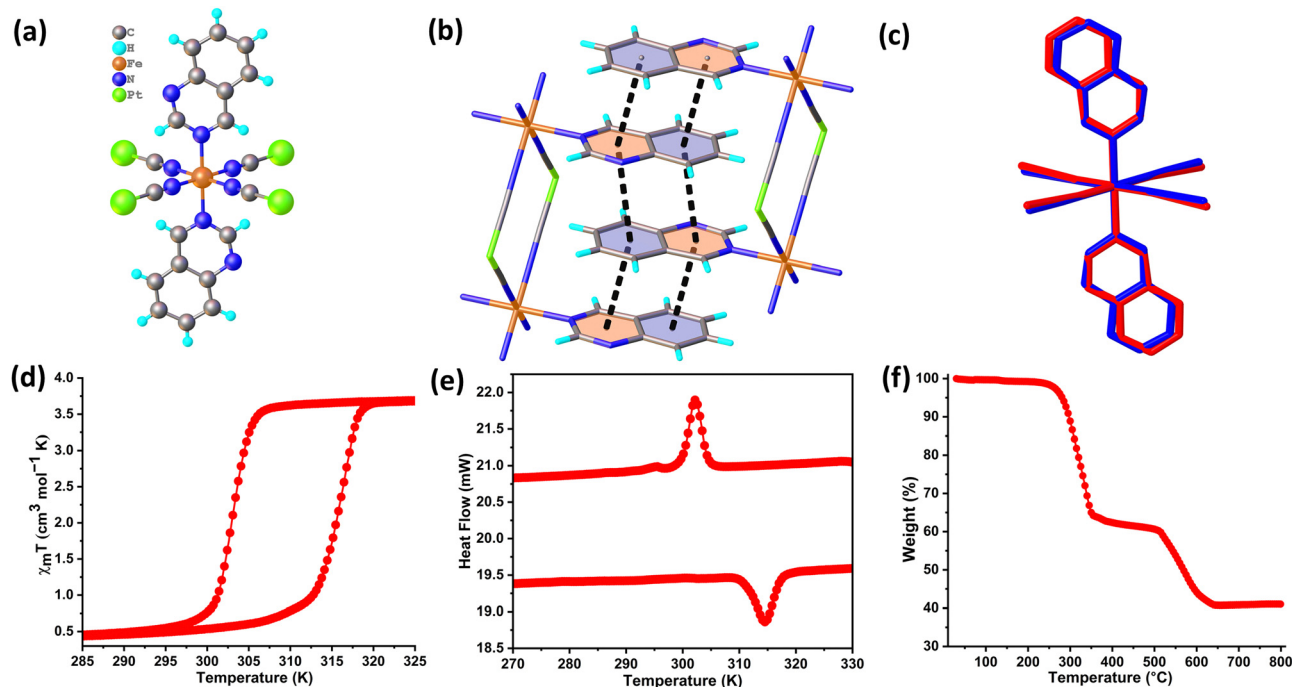 (a)
C
H
Fe
N
Pt
(b)
(c)
(d)
4.0
3.5
3.0
2.5
2.0
1.5
1.0
0.5
χmT (cm³ mol⁻¹ K)
285 290 295 300 305 310 315 320 325
Temperature (K)
(e)
22.0
21.5
21.0
20.5
20.0
19.5
19.0
18.5
Heat Flow (mW)
270 280 290 300 310 320 330
Temperature (K)
(f)
100
90
80
70
60
50
40
30
Weight (%)
100 200 300 400 500 600 700 800
Temperature (°C)